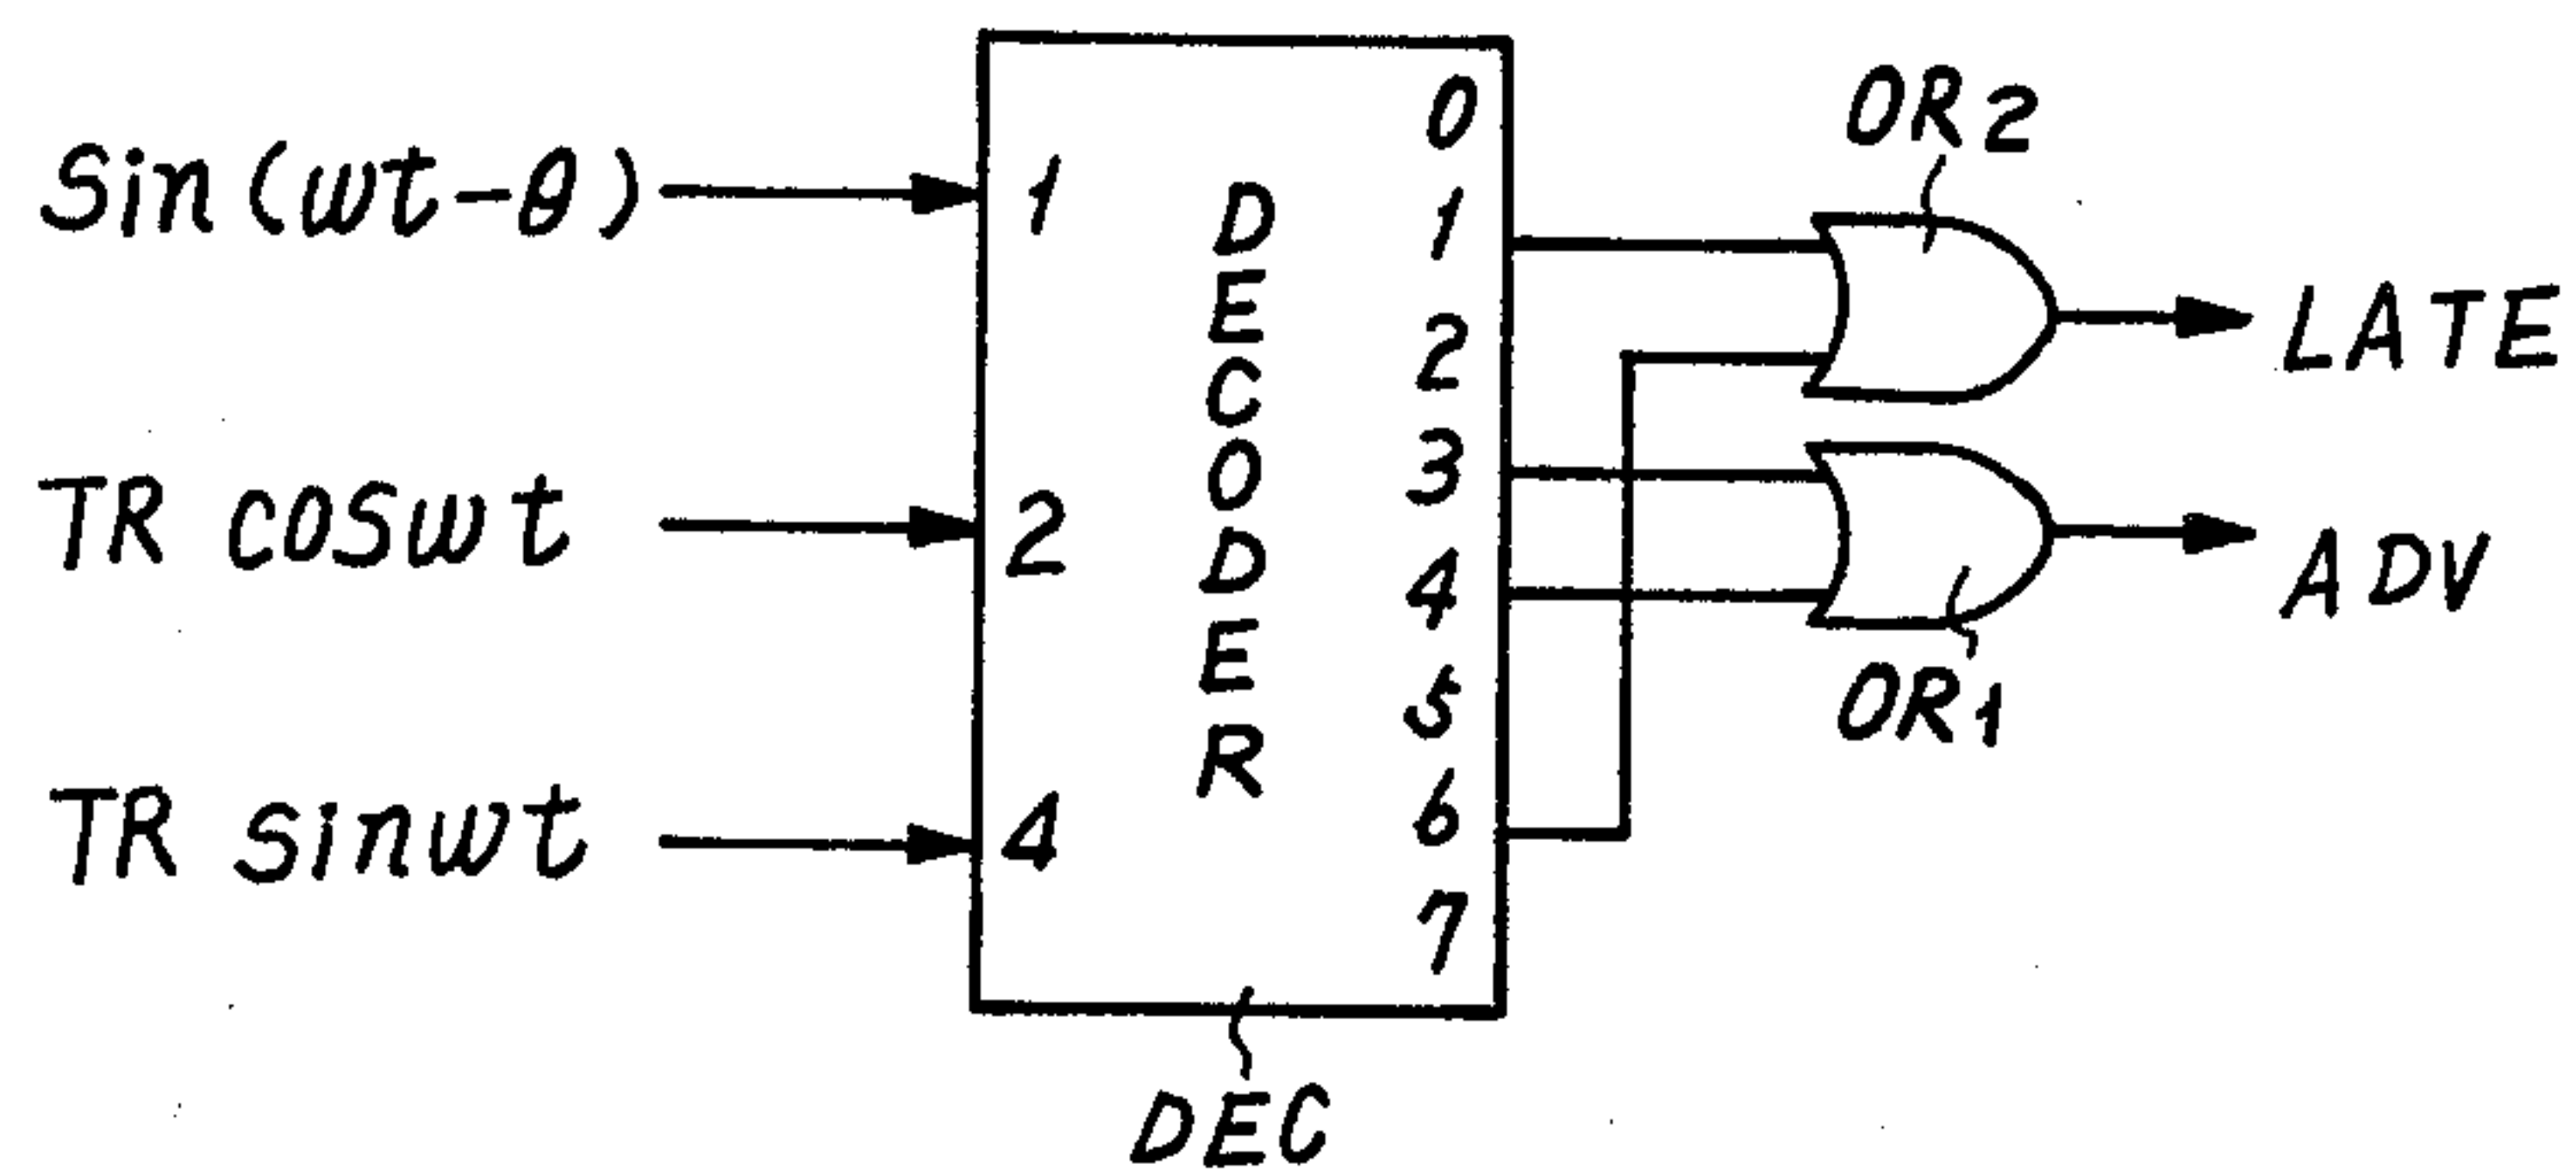 Sin(wt-θ)
TR coswt
TR sinwt
1
2
4
DECODER
0
1
2
3
4
5
6
7
DEC
OR2
LATE
ADV
OR1